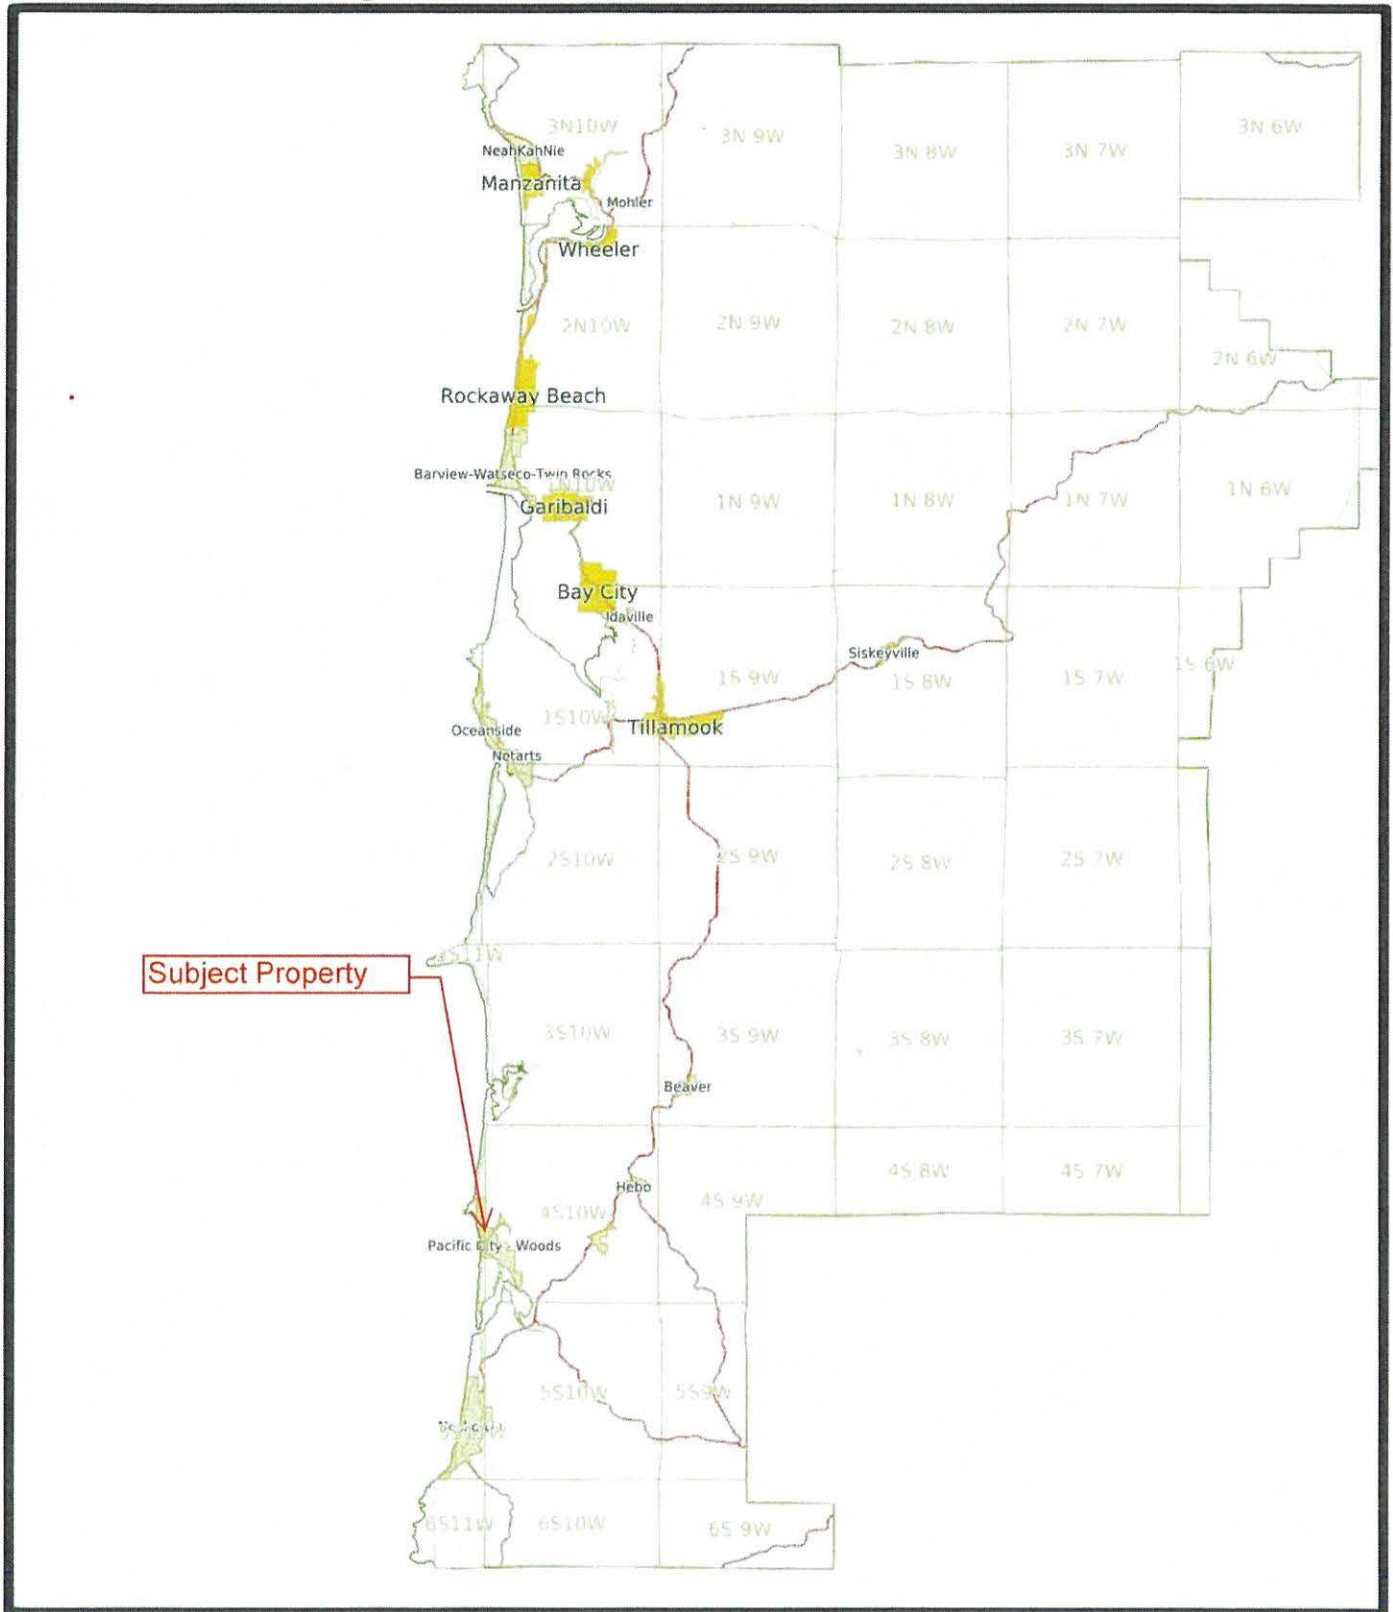 3N10W
3N 9W
3N 8W
3N 7W
3N 6W
NeahKahNie
Manzanita
Mohler
Wheeler
2N10W
2N 9W
2N 8W
2N 7W
2N 6W
Rockaway Beach
Barview-Watseco-Twin Rocks
1N10W
1N 9W
1N 8W
1N 7W
1N 6W
Garibaldi
Bay City
Idaville
Siskeyville
1S10W
1S 9W
1S 8W
1S 7W
1S 6W
Oceanside
Tillamook
Netarts
2S10W
2S 9W
2S 8W
2S 7W
Subject Property
3S10W
3S 9W
3S 8W
3S 7W
Beaver
Hebo
4S10W
4S 9W
4S 8W
4S 7W
Pacific City - Woods
5S10W
5S9W
6S11W
6S10W
6S 9W